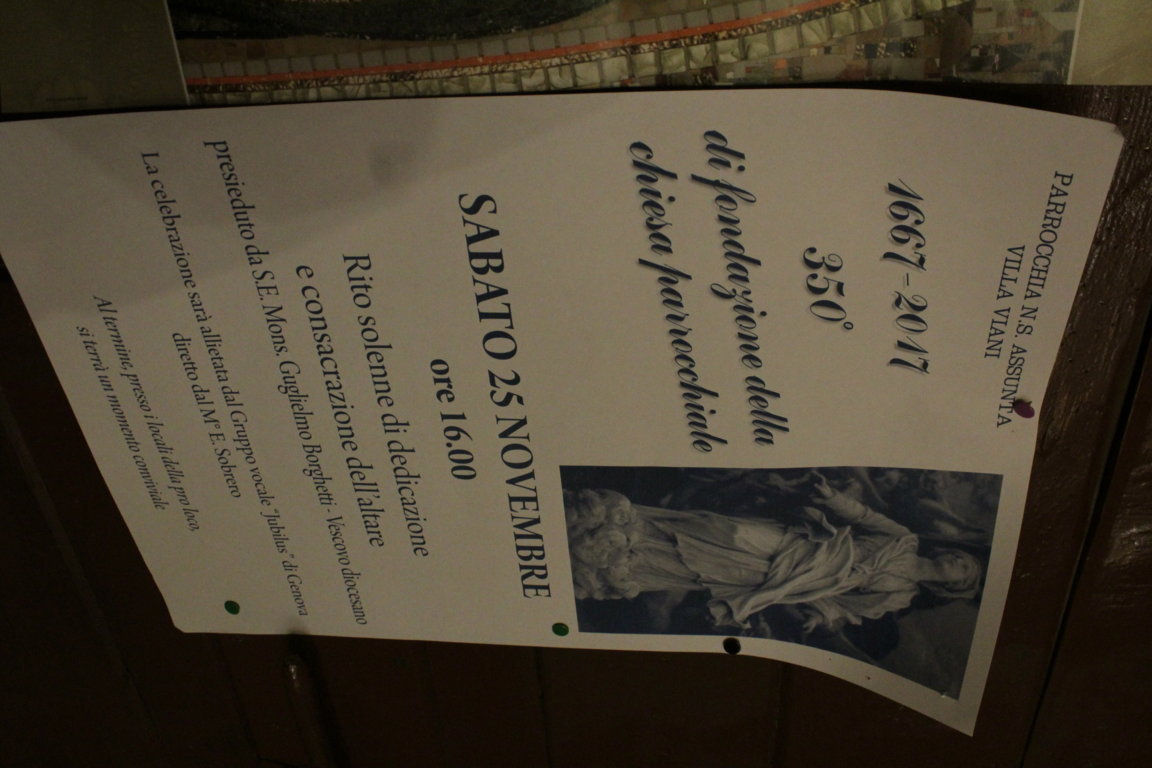 PARROCCHIA N.S. ASSUNTA
VILLA VIANI
1667-2017
350°
di fondazione della
chiesa parrocchiale
SABATO 25 NOVEMBRE
ore 16.00
Rito solenne di dedicazione
e consacrazione dell'altare
presieduto da S.E. Mons. Guglielmo Borghetti - Vescovo diocesano
La celebrazione sarà allietata dal Gruppo vocale "Jubilus" di Genova
diretto dal M° E. Sobrero
Al termine, presso i locali della pro loco,
si terrà un momento conviviale